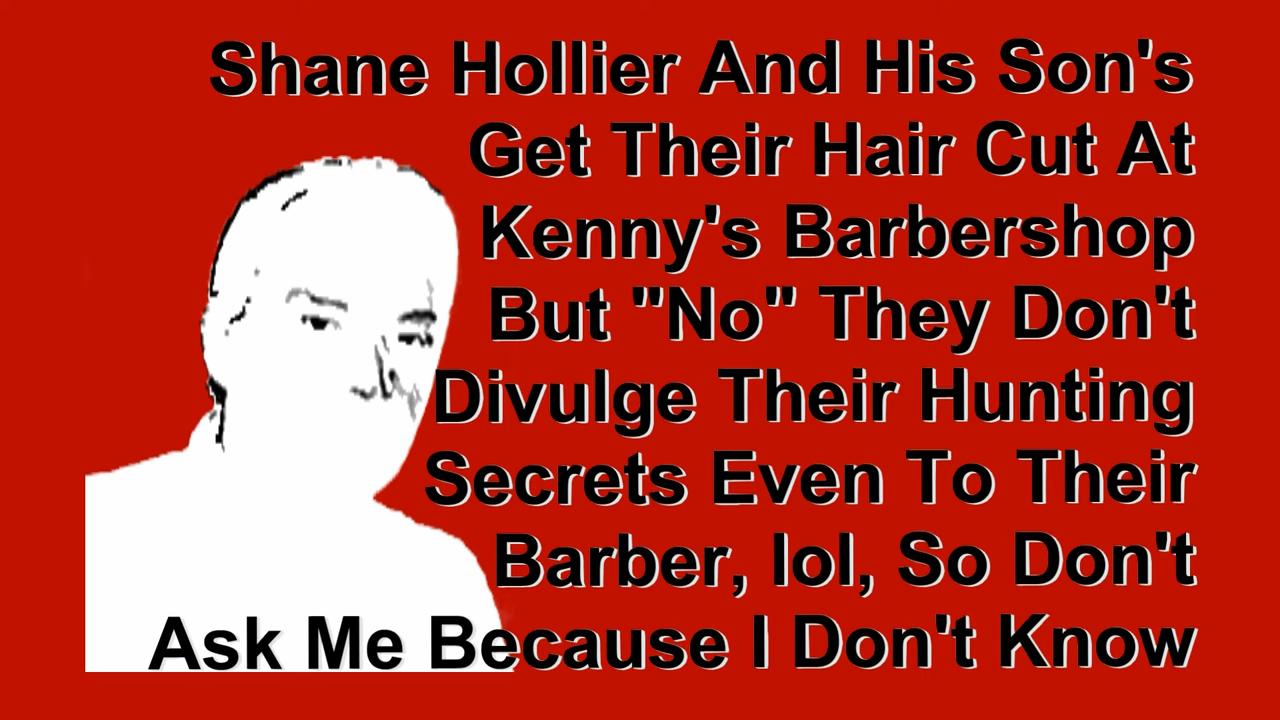 Shane Hollier And His Son's
Get Their Hair Cut At
Kenny's Barbershop
But "No" They Don't
Divulge Their Hunting
Secrets Even To Their
Barber, lol, So Don't
Ask Me Because I Don't Know